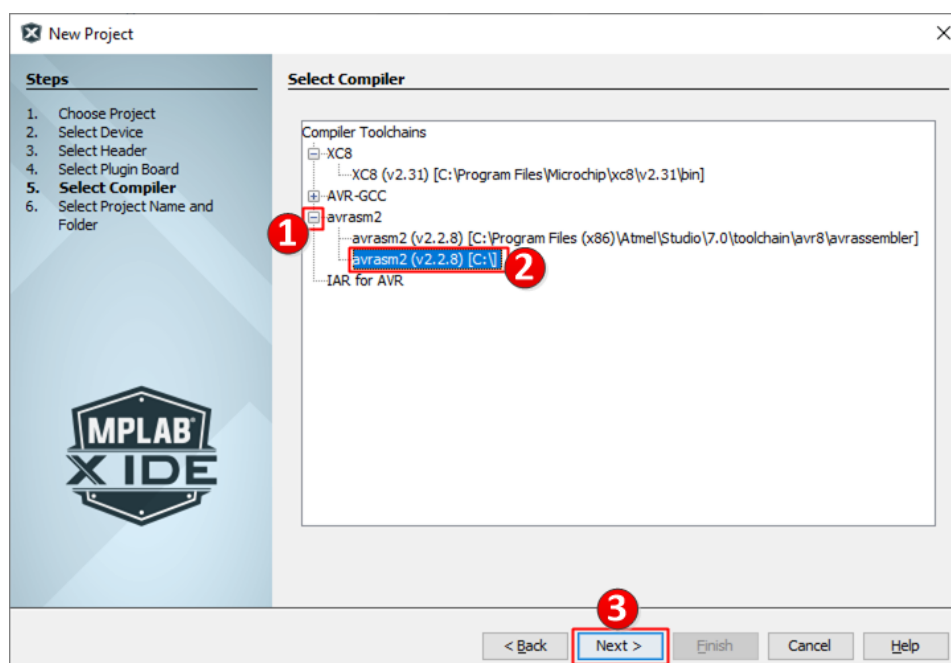 New Project
Steps
1. Choose Project
2. Select Device
3. Select Header
4. Select Plugin Board
5. Select Compiler
6. Select Project Name and
Folder
MPLAB
X IDE
Select Compiler
Compiler Toolchains
XC8
XC8 (v2.31) [C:\Program Files\Microchip\xc8\v2.31\bin]
AVR-GCC
1
avrasm2
avrasm2 (v2.2.8) [C:\Program Files (x86)\Atmel\Studio\7.0\toolchain\avr8\avrassembler]
avrasm2 (v2.2.8) [C:\]
2
IAR for AVR
3
< Back
Next >
Finish
Cancel
Help